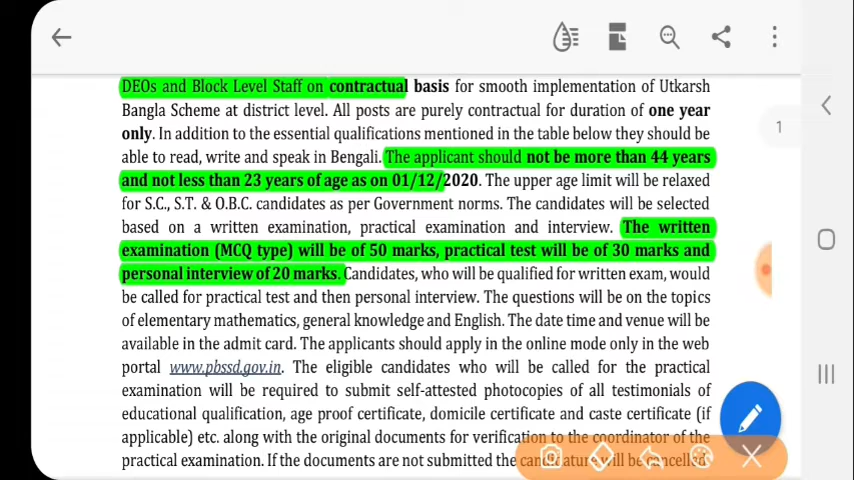 DEOs and Block Level Staff on contractual basis for smooth implementation of Utkarsh
Bangla Scheme at district level. All posts are purely contractual for duration of one year
only. In addition to the essential qualifications mentioned in the table below they should be
able to read, write and speak in Bengali. The applicant should not be more than 44 years
and not less than 23 years of age as on 01/12/2020. The upper age limit will be relaxed
for S.C., S.T. & O.B.C. candidates as per Government norms. The candidates will be selected
based on a written examination, practical examination and interview. The written
examination (MCQ type) will be of 50 marks, practical test will be of 30 marks and
personal interview of 20 marks. Candidates, who will be qualified for written exam, would
be called for practical test and then personal interview. The questions will be on the topics
of elementary mathematics, general knowledge and English. The date time and venue will be
available in the admit card. The applicants should apply in the online mode only in the web
portal www.pbssd.gov.in. The eligible candidates who will be called for the practical
examination will be required to submit self-attested photocopies of all testimonials of
educational qualification, age proof certificate, domicile certificate and caste certificate (if
applicable) etc. along with the original documents for verification to the coordinator of the
practical examination. If the documents are not submitted the candidature will be cancelled
1